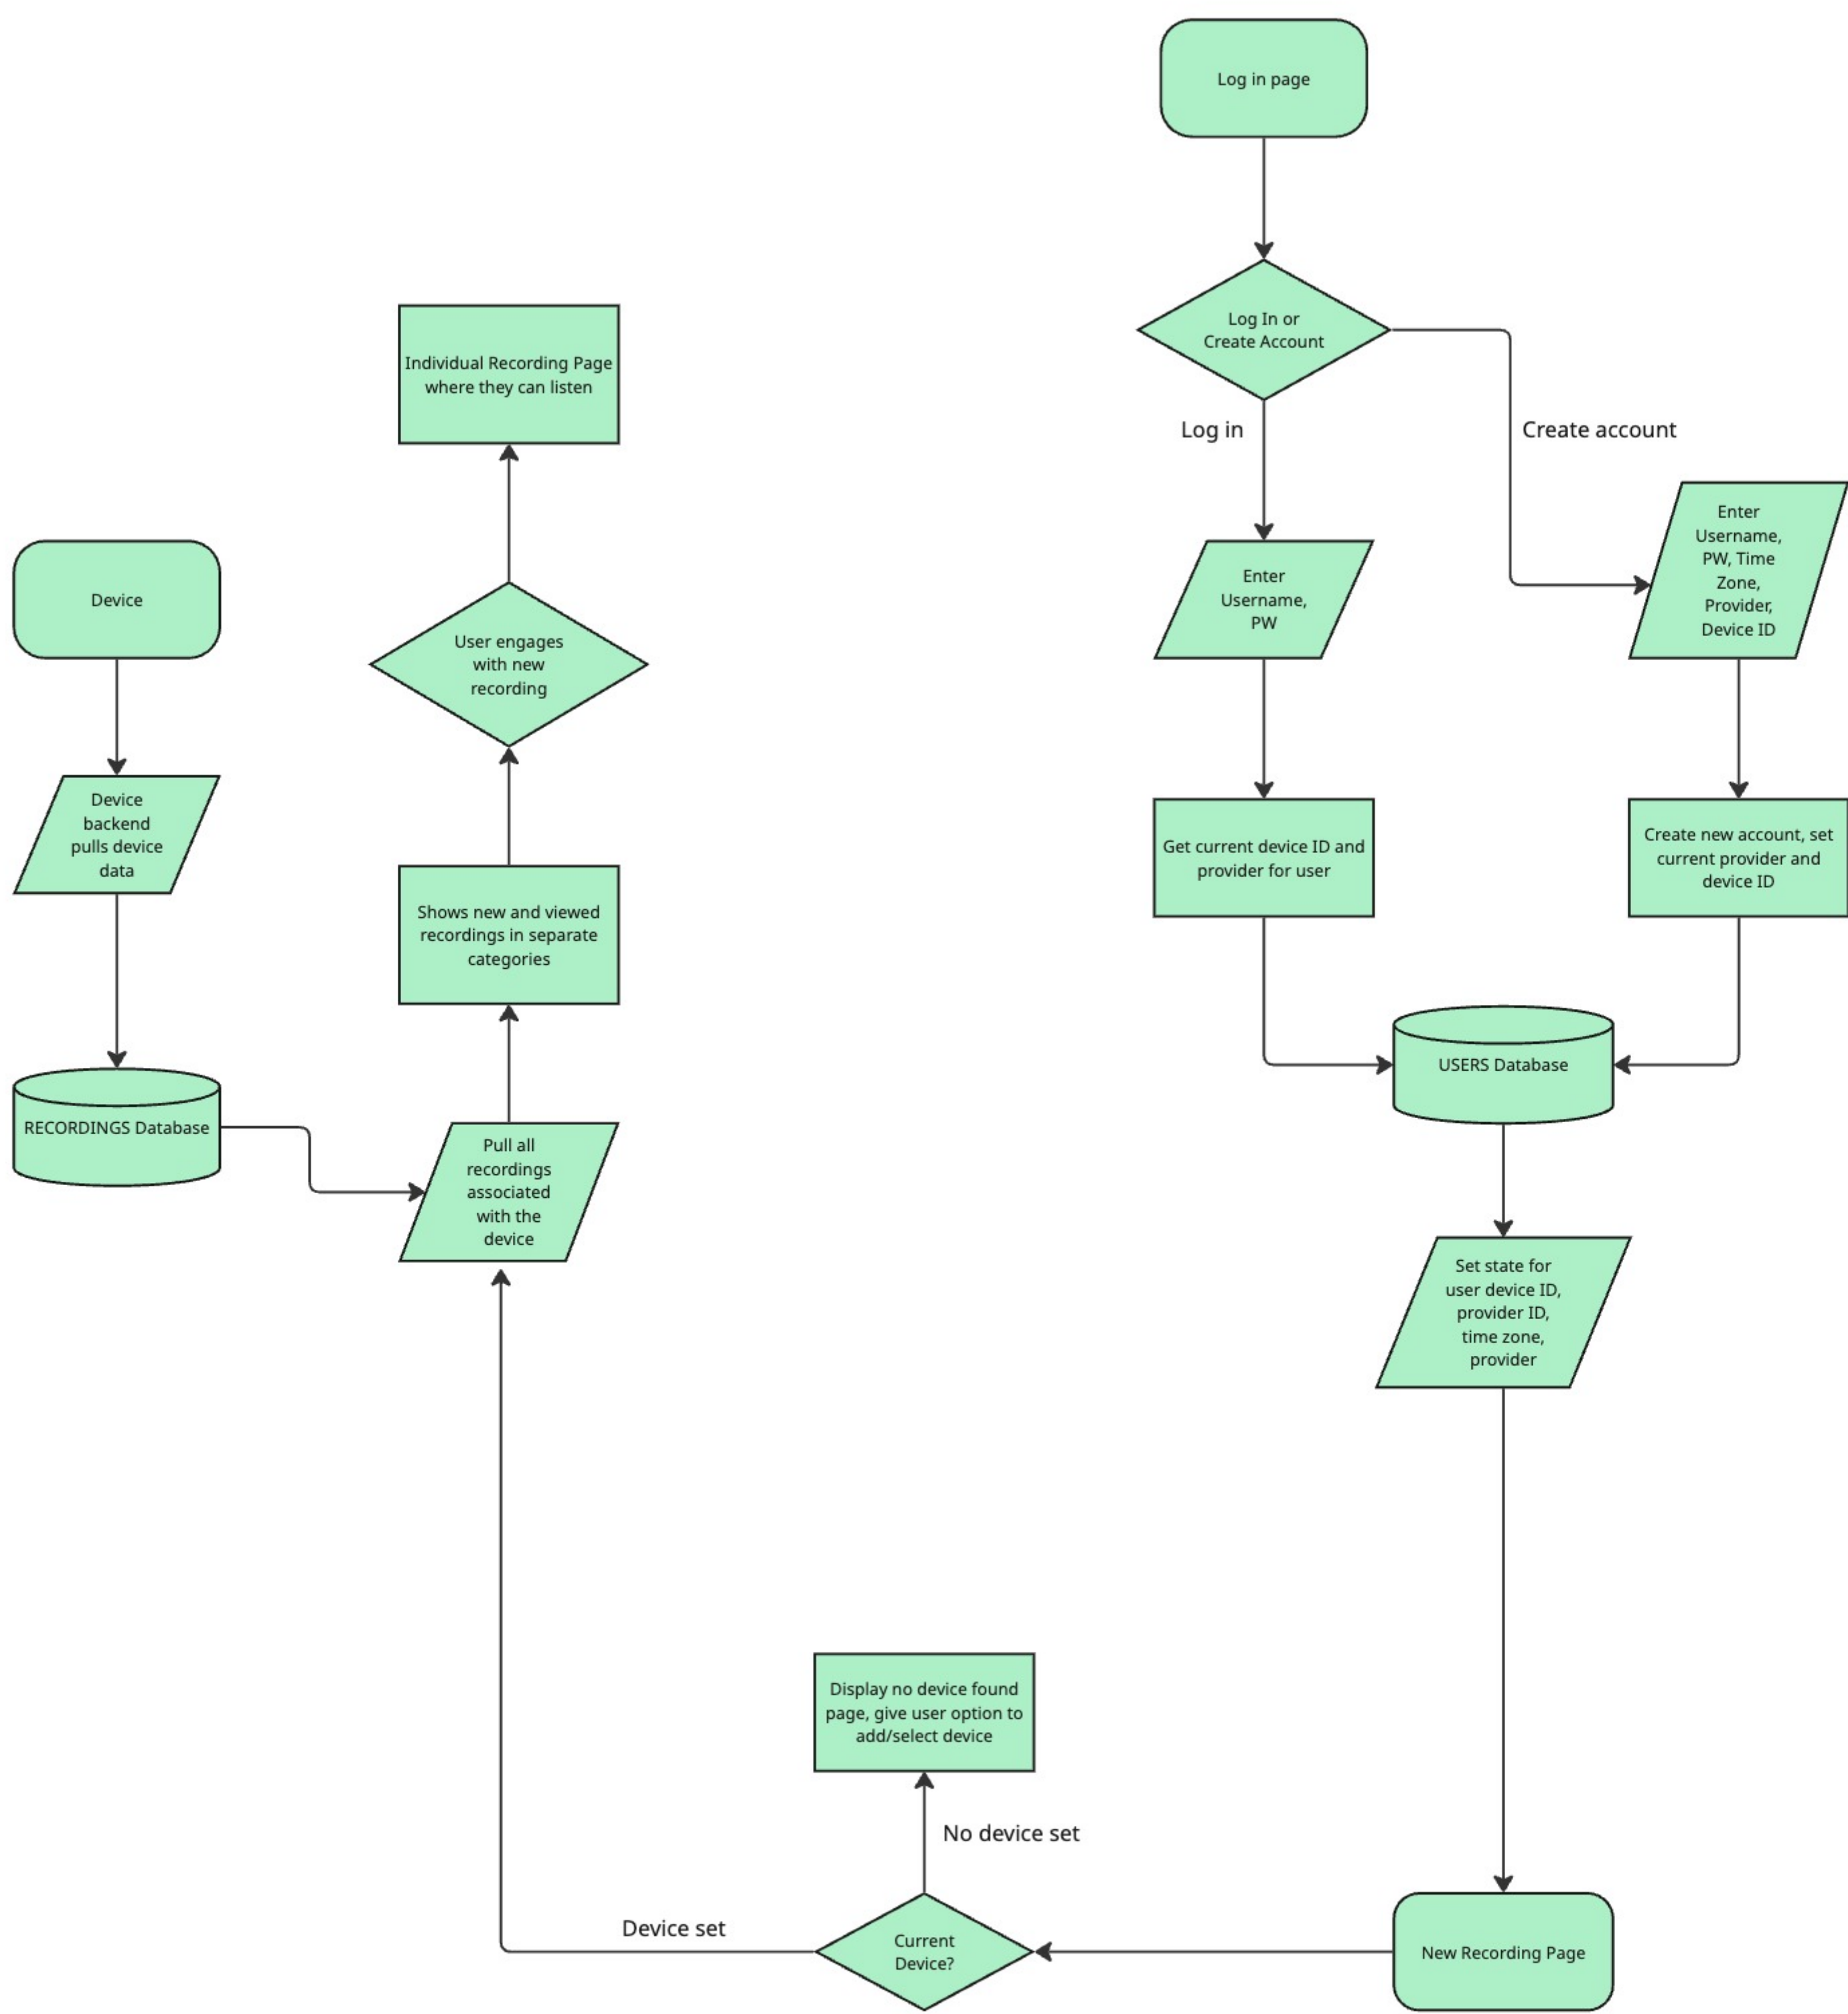 Log in page
Log In or
Create Account
Log in
Create account
Enter
Username,
PW
Enter
Username,
PW, Time
Zone,
Provider,
Device ID
Get current device ID and
provider for user
Create new account, set
current provider and
device ID
USERS Database
Set state for
user device ID,
provider ID,
time zone,
provider
New Recording Page
Current
Device?
No device set
Display no device found
page, give user option to
add/select device
Device set
Device
Device
backend
pulls device
data
RECORDINGS Database
Pull all
recordings
associated
with the
device
Shows new and viewed
recordings in separate
categories
User engages
with new
recording
Individual Recording Page
where they can listen